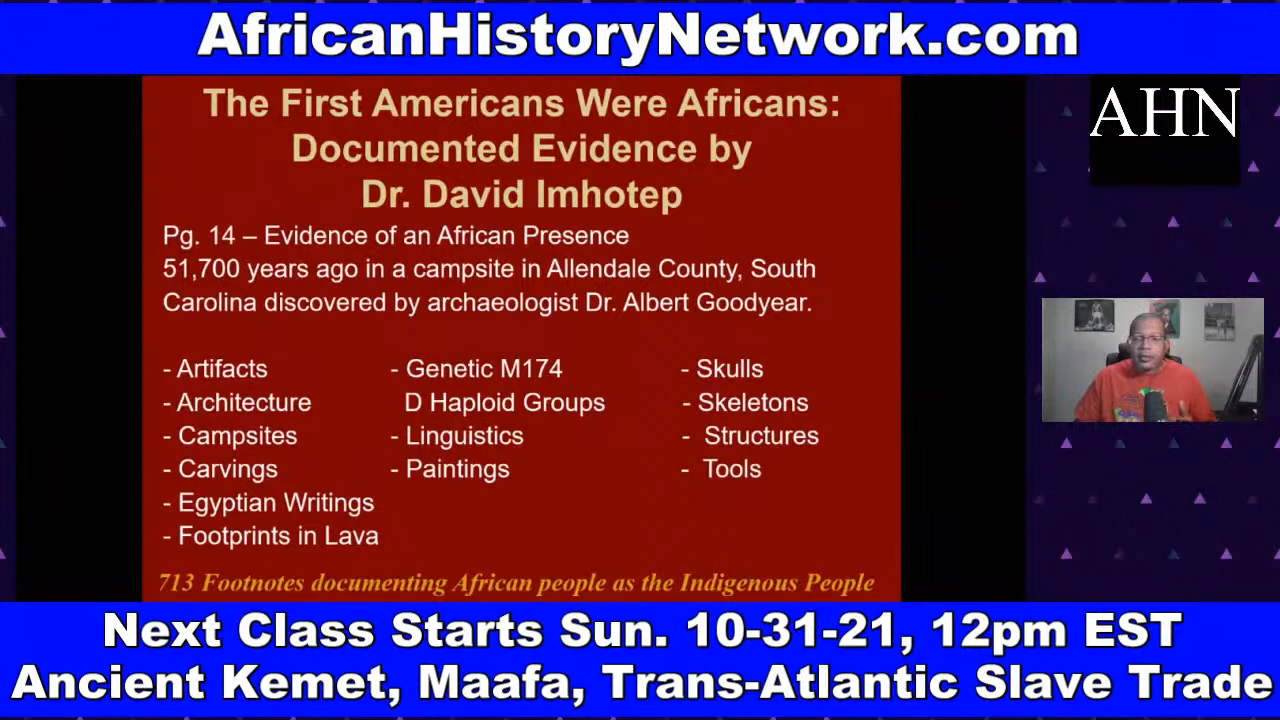 AfricanHistoryNetwork.com
AHN
The First Americans Were Africans:
Documented Evidence by
Dr. David Imhotep
Pg. 14 – Evidence of an African Presence
51,700 years ago in a campsite in Allendale County, South
Carolina discovered by archaeologist Dr. Albert Goodyear.
- Artifacts
- Architecture
- Campsites
- Carvings
- Egyptian Writings
- Footprints in Lava
- Genetic M174
D Haploid Groups
- Linguistics
- Paintings
- Skulls
- Skeletons
- Structures
- Tools
713 Footnotes documenting African people as the Indigenous People
Next Class Starts Sun. 10-31-21, 12pm EST
Ancient Kemet, Maafa, Trans-Atlantic Slave Trade